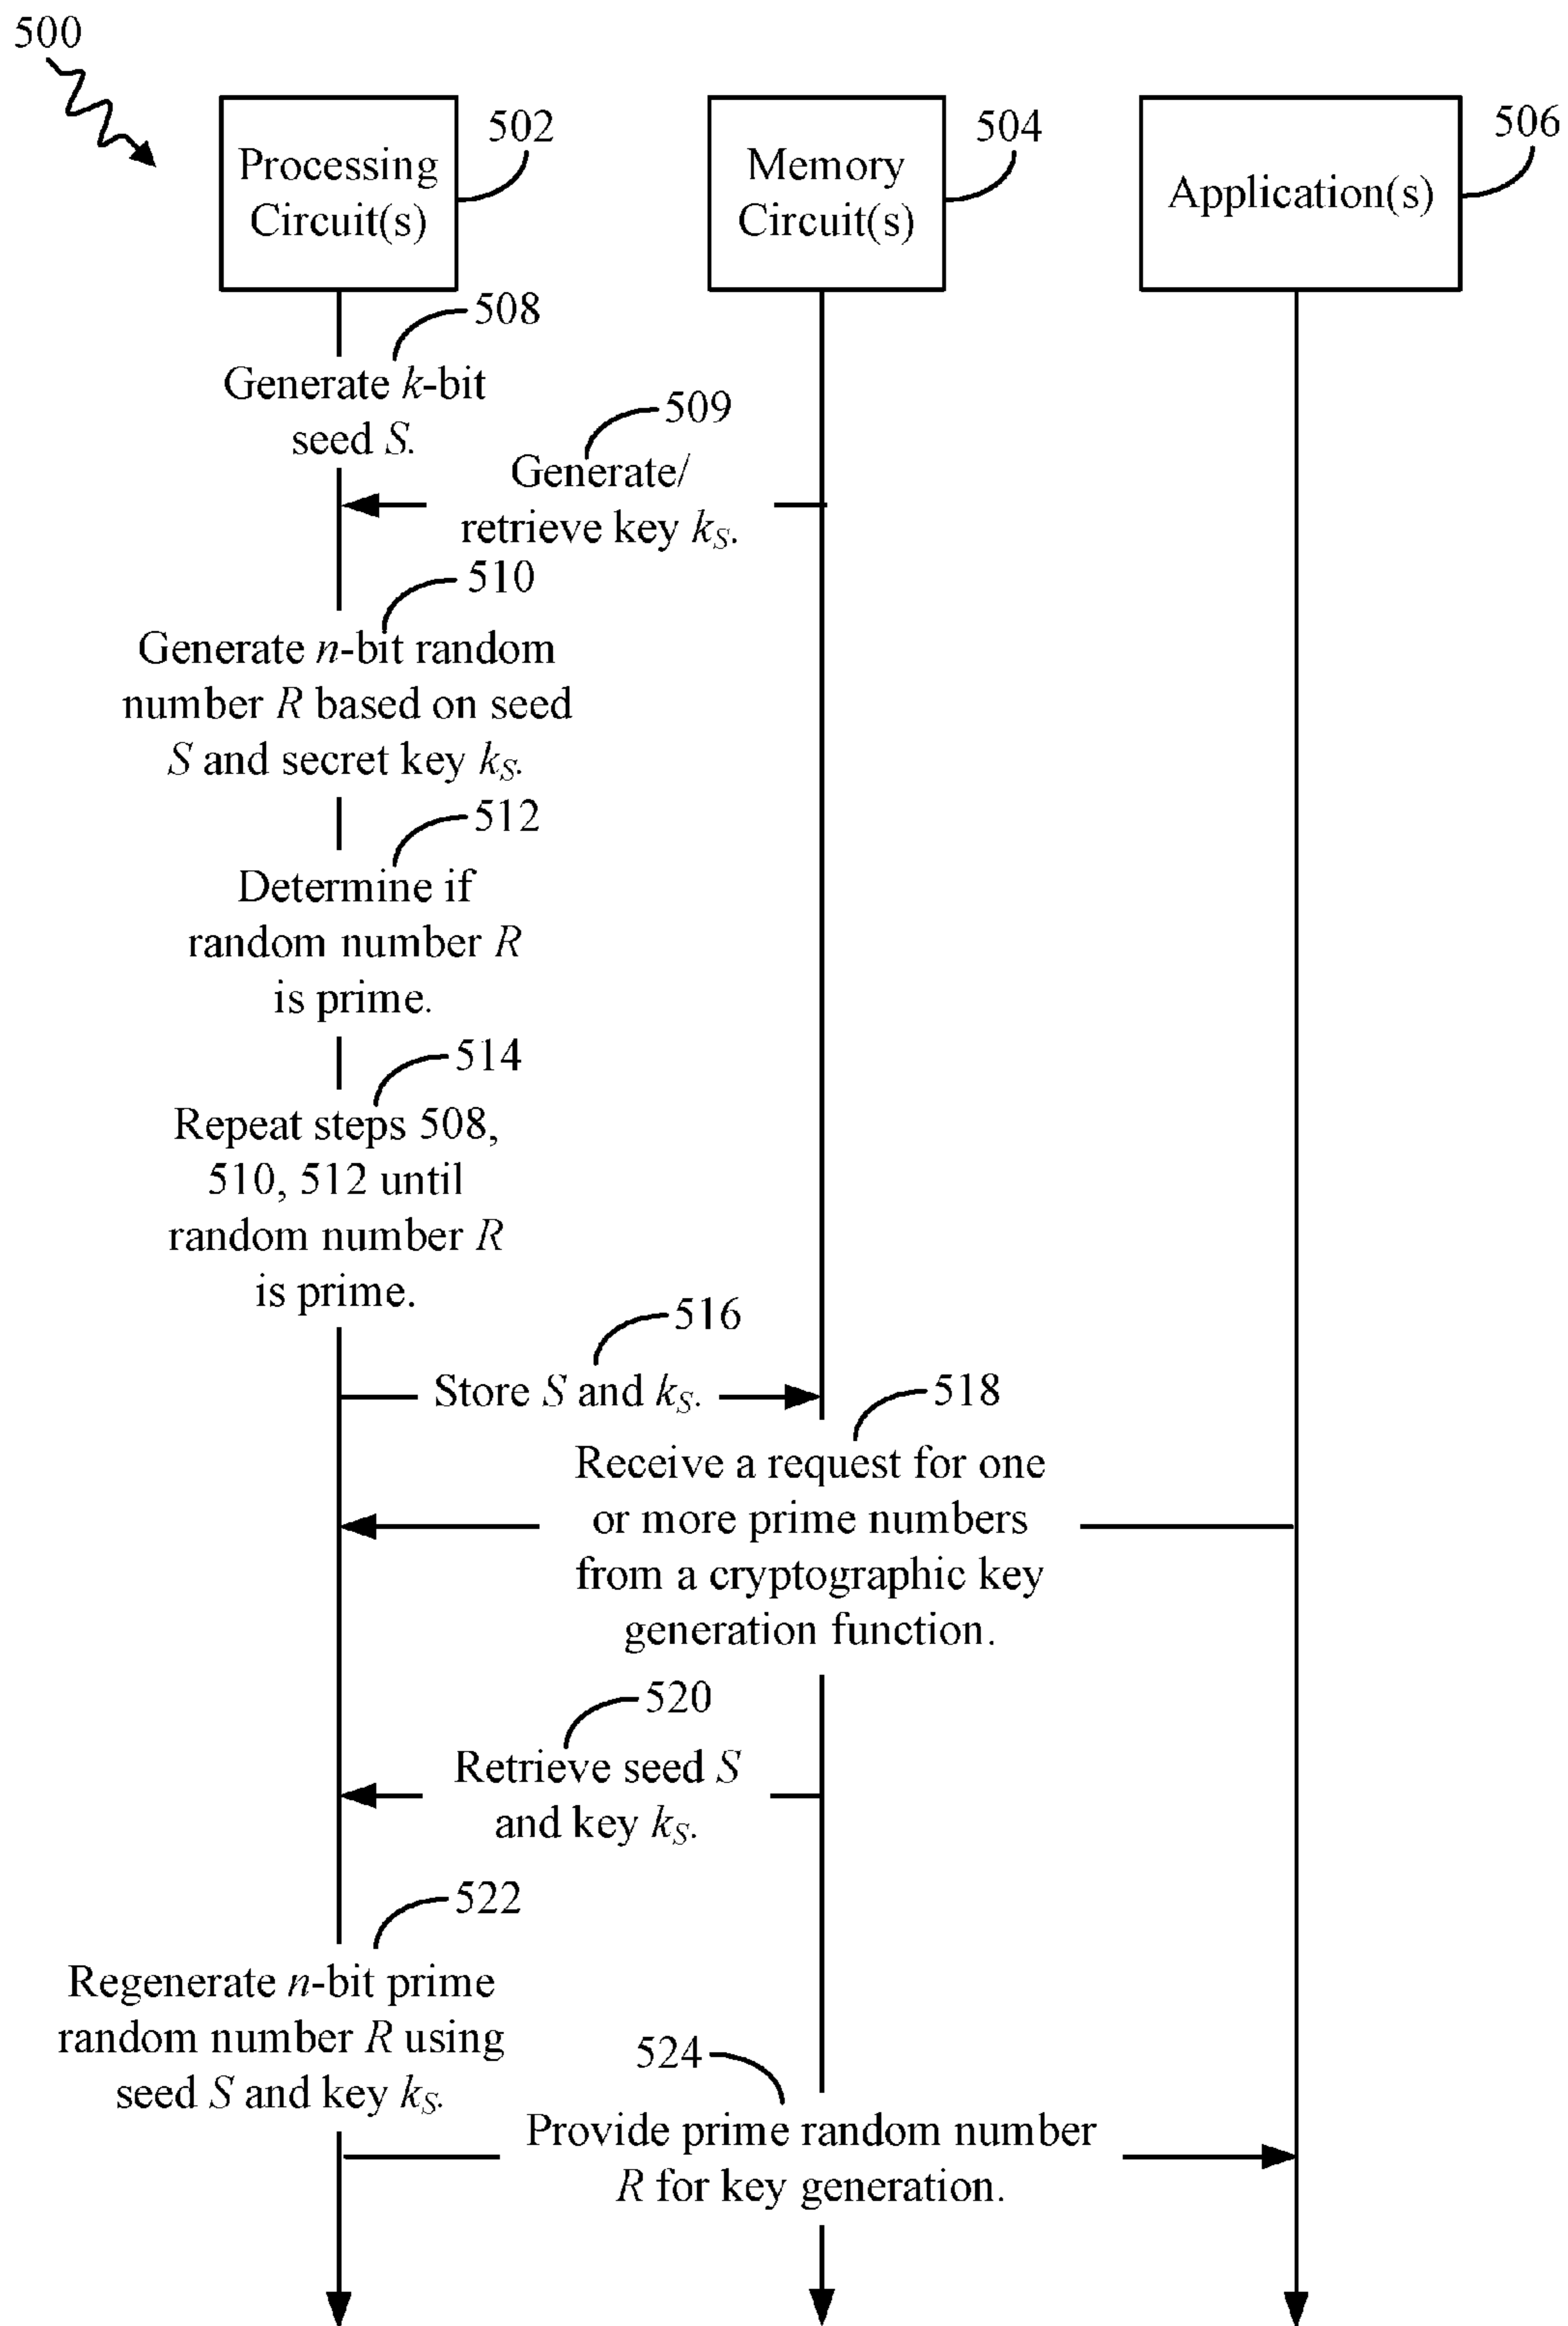 500
502
504
506
Processing
Circuit(s)
Memory
Circuit(s)
Application(s)
508
Generate k-bit
seed S.
509
Generate/
retrieve key kS.
510
Generate n-bit random
number R based on seed
S and secret key kS.
512
Determine if
random number R
is prime.
514
Repeat steps 508,
510, 512 until
random number R
is prime.
516
Store S and kS.
518
Receive a request for one
or more prime numbers
from a cryptographic key
generation function.
520
Retrieve seed S
and key kS.
522
Regenerate n-bit prime
random number R using
seed S and key kS.
524
Provide prime random number
R for key generation.